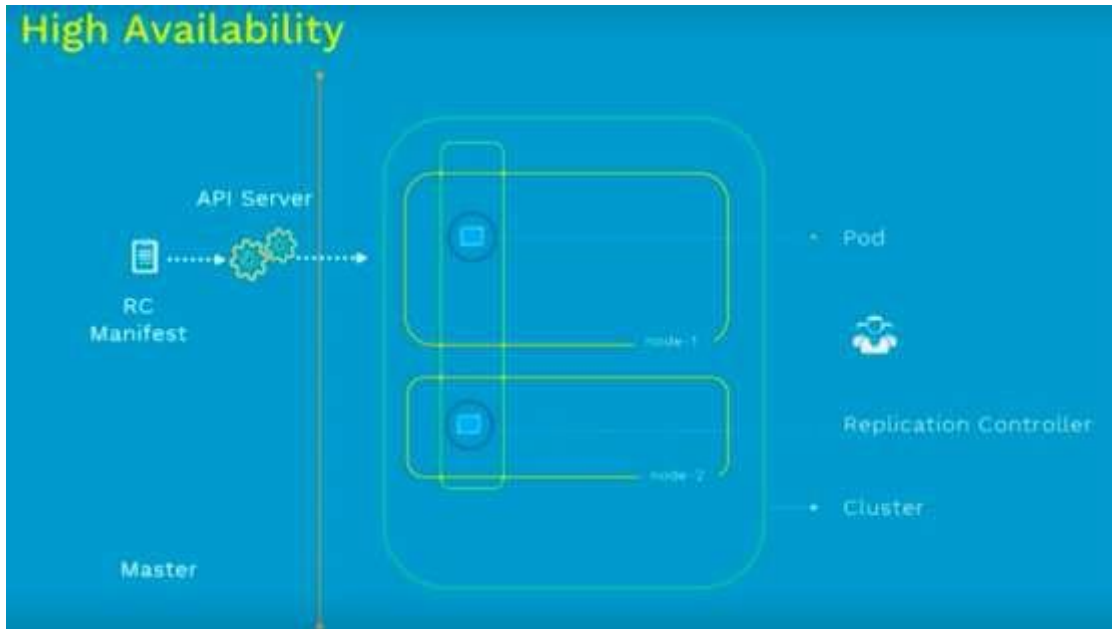 High Availability
API Server
RC
Manifest
Master
node-1
node-2
Pod
Replication Controller
Cluster